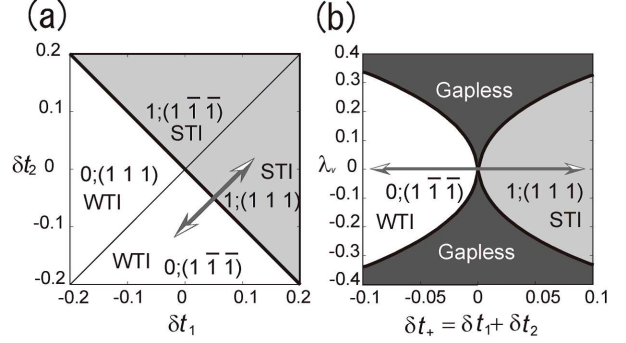 (a)
0.2
0.1
δt₂ 0
-0.1
-0.2
-0.2
-0.1
0
0.1
0.2
δt₁
1;(1 1̅ 1̅)
STI
0;(1 1 1)
WTI
STI
1;(1 1 1)
WTI
0;(1 1̅ 1̅)
(b)
0.4
0.3
0.2
0.1
λᵥ 0
-0.1
-0.2
-0.3
-0.4
-0.1
-0.05
0
0.05
0.1
δt₊ = δt₁+ δt₂
Gapless
0;(1 1̅ 1̅)
WTI
1;(1 1 1)
STI
Gapless